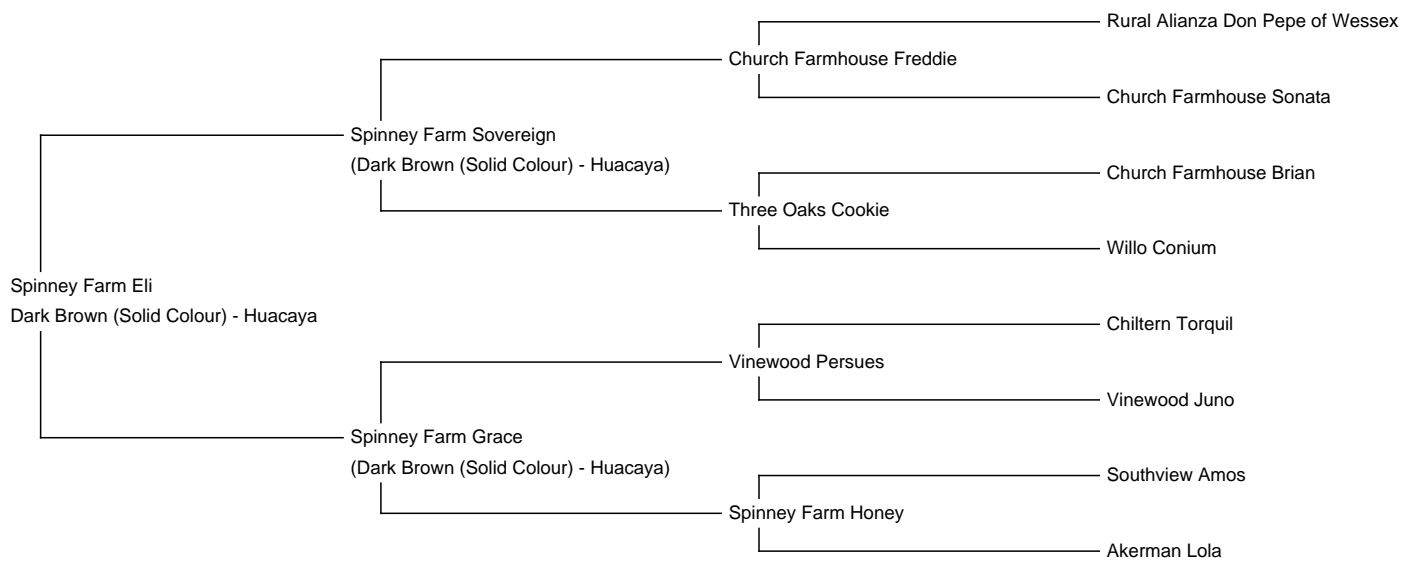 Rural Alianza Don Pepe of Wessex
Church Farmhouse Freddie
Church Farmhouse Sonata
Spinney Farm Sovereign
(Dark Brown (Solid Colour) - Huacaya)
Church Farmhouse Brian
Three Oaks Cookie
Willo Conium
Spinney Farm Eli
Dark Brown (Solid Colour) - Huacaya
Chiltern Torquil
Vinewood Persues
Vinewood Juno
Spinney Farm Grace
(Dark Brown (Solid Colour) - Huacaya)
Southview Amos
Spinney Farm Honey
Akerman Lola